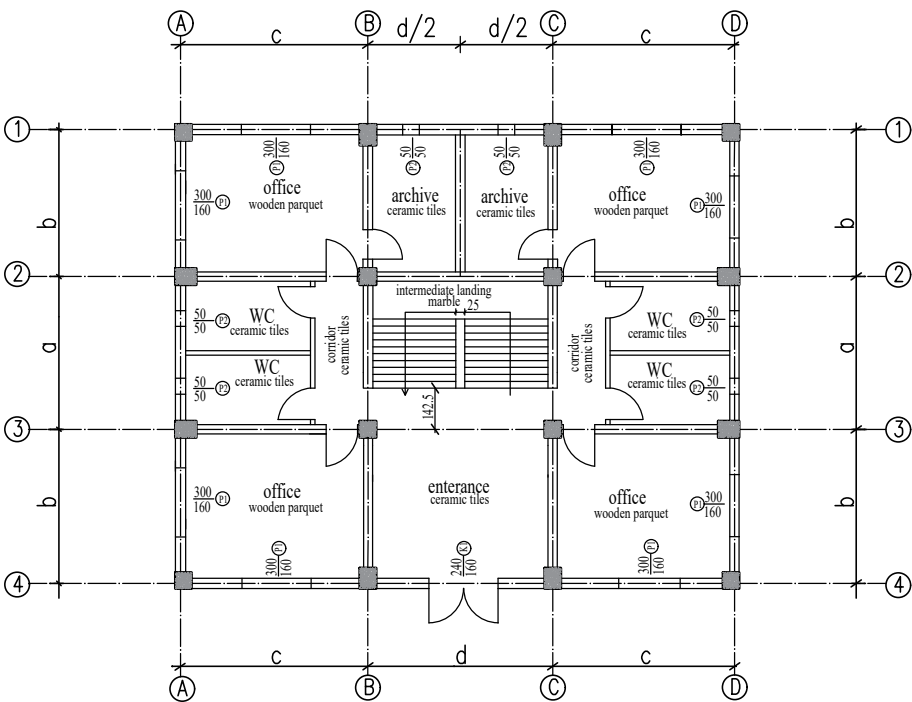 A B C D
c d/2 d/2 c
1 1
300
160 P1
50
50 P2
50
50 P2
300
160 P1
office
wooden parquet
300
160 P1
archive
ceramic tiles
archive
ceramic tiles
office
wooden parquet
P1 300
160
b b
2 2
intermediate landing
marble 25
50
50 P2
WC
ceramic tiles
corridor
ceramic tiles
corridor
ceramic tiles
WC
ceramic tiles
P2 50
50
a a
50
50 P2
WC
ceramic tiles
WC
ceramic tiles
P2 50
50
142.5
3 3
300
160 P1
office
wooden parquet
entrance
ceramic tiles
office
wooden parquet
P1 300
160
b b
300
160 P1
240
160 K1
300
160 P1
4 4
c d c
A B C D